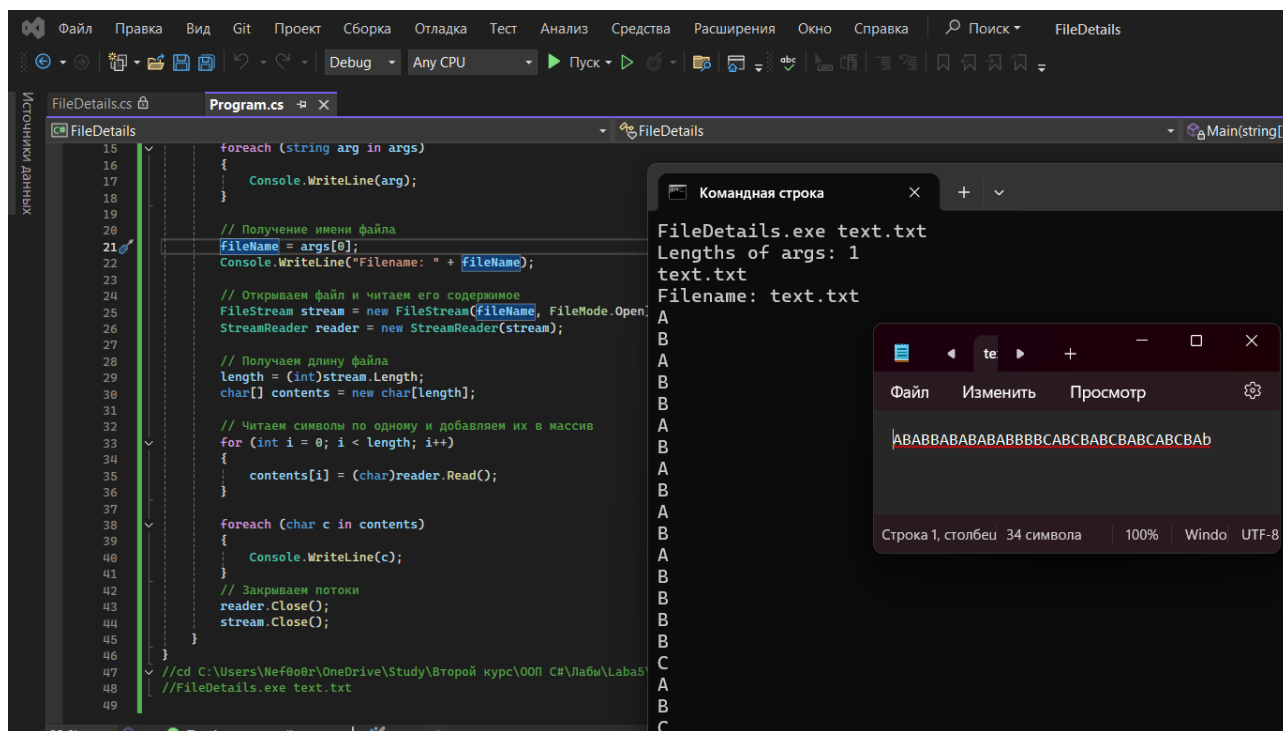 Файл Правка Вид Git Проект Сборка Отладка Тест Анализ Средства Расширения Окно Справка Поиск FileDetails
Debug Any CPU Пуск
Источники данных
FileDetails.cs Program.cs
FileDetails FileDetails Main(string[
15 foreach (string arg in args)
16 {
17 Console.WriteLine(arg);
18 }
19
20 // Получение имени файла
21 fileName = args[0];
22 Console.WriteLine("Filename: " + fileName);
23
24 // Открываем файл и читаем его содержимое
25 FileStream stream = new FileStream(fileName, FileMode.Open)
26 StreamReader reader = new StreamReader(stream);
27
28 // Получаем длину файла
29 length = (int)stream.Length;
30 char[] contents = new char[length];
31
32 // Читаем символы по одному и добавляем их в массив
33 for (int i = 0; i < length; i++)
34 {
35 contents[i] = (char)reader.Read();
36 }
37
38 foreach (char c in contents)
39 {
40 Console.WriteLine(c);
41 }
42 // Закрываем потоки
43 reader.Close();
44 stream.Close();
45 }
46 }
47 //cd C:\Users\Nef0o0r\OneDrive\Study\Второй курс\ООП C#\Лабы\Laba5\
48 //FileDetails.exe text.txt
49
Командная строка
FileDetails.exe text.txt
Lengths of args: 1
text.txt
Filename: text.txt
A
B
A
B
B
A
B
A
B
A
B
A
B
B
B
B
C
A
B
C
Файл Изменить Просмотр
ABABBABABABABBBBCABCBABCBABCABCBAb
Строка 1, столбец 34 символа 100% Windo UTF-8